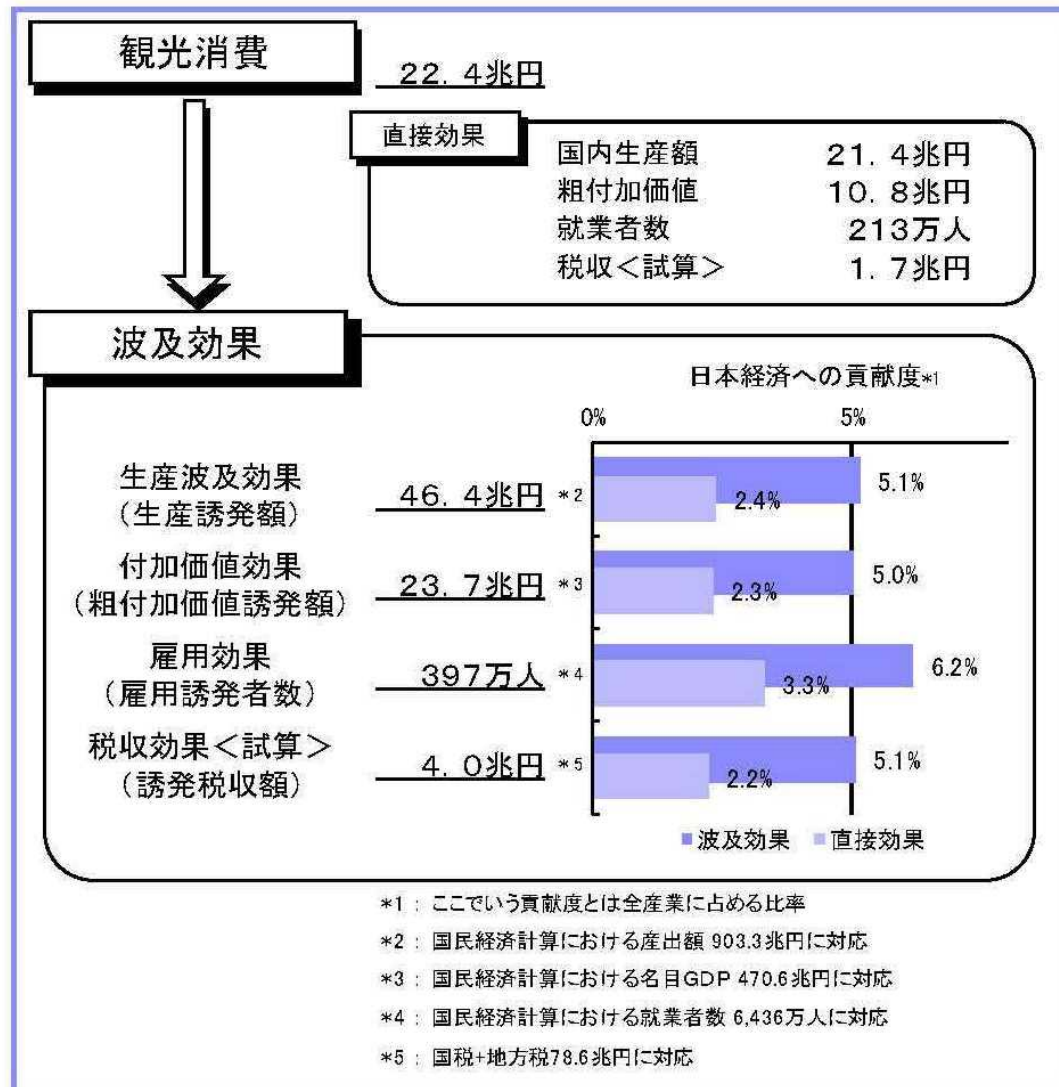 観光消費
22.4兆円
直接効果
国内生産額 21.4兆円
粗付加価値 10.8兆円
就業者数 213万人
税収＜試算＞ 1.7兆円
波及効果
日本経済への貢献度*1
0% 5%
生産波及効果
（生産誘発額）
46.4兆円 *2
5.1%
2.4%
付加価値効果
（粗付加価値誘発額）
23.7兆円 *3
5.0%
2.3%
雇用効果
（雇用誘発者数）
397万人 *4
6.2%
3.3%
税収効果＜試算＞
（誘発税収額）
4.0兆円 *5
5.1%
2.2%
波及効果 直接効果
*1 : ここでいう貢献度とは全産業に占める比率
*2 : 国民経済計算における産出額 903.3兆円に対応
*3 : 国民経済計算における名目GDP 470.6兆円に対応
*4 : 国民経済計算における就業者数 6,436万人に対応
*5 : 国税+地方税78.6兆円に対応